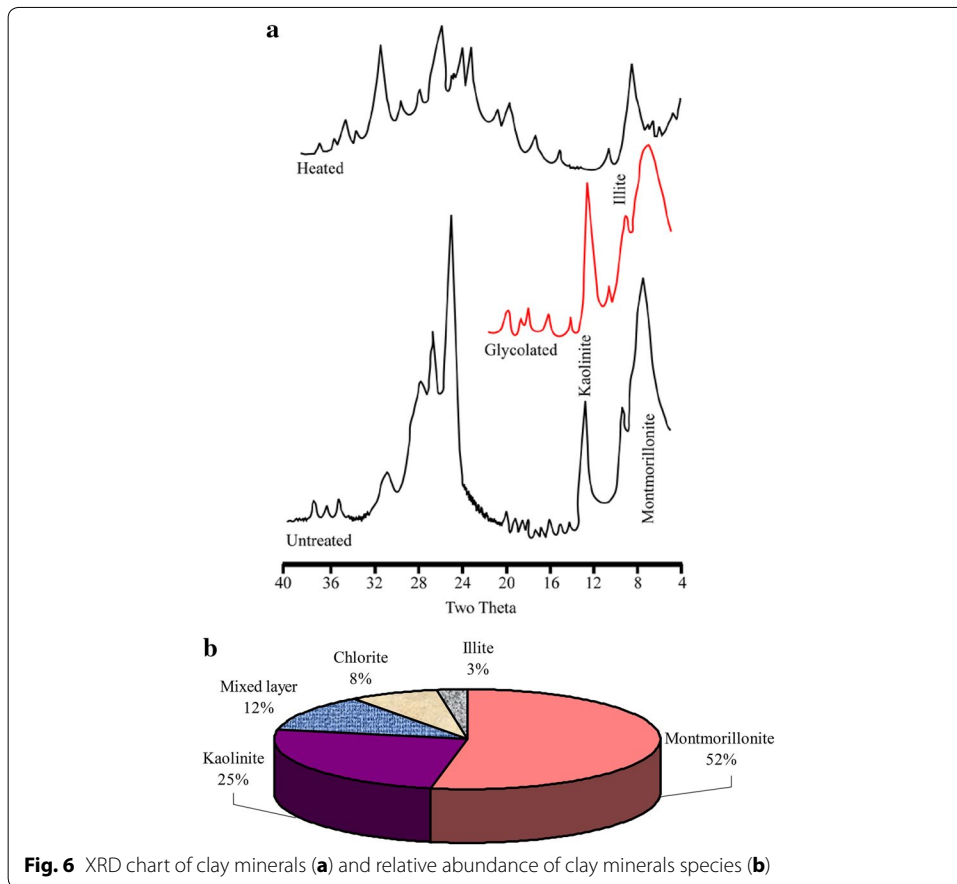 a
Heated
Illite
Glycolated
Kaolinite
Montmorillonite
Untreated
40 36 32 28 24 20 16 12 8 4
Two Theta
b
Illite
3%
Chlorite
8%
Mixed layer
12%
Kaolinite
25%
Montmorillonite
52%
Fig. 6 XRD chart of clay minerals (a) and relative abundance of clay minerals species (b)